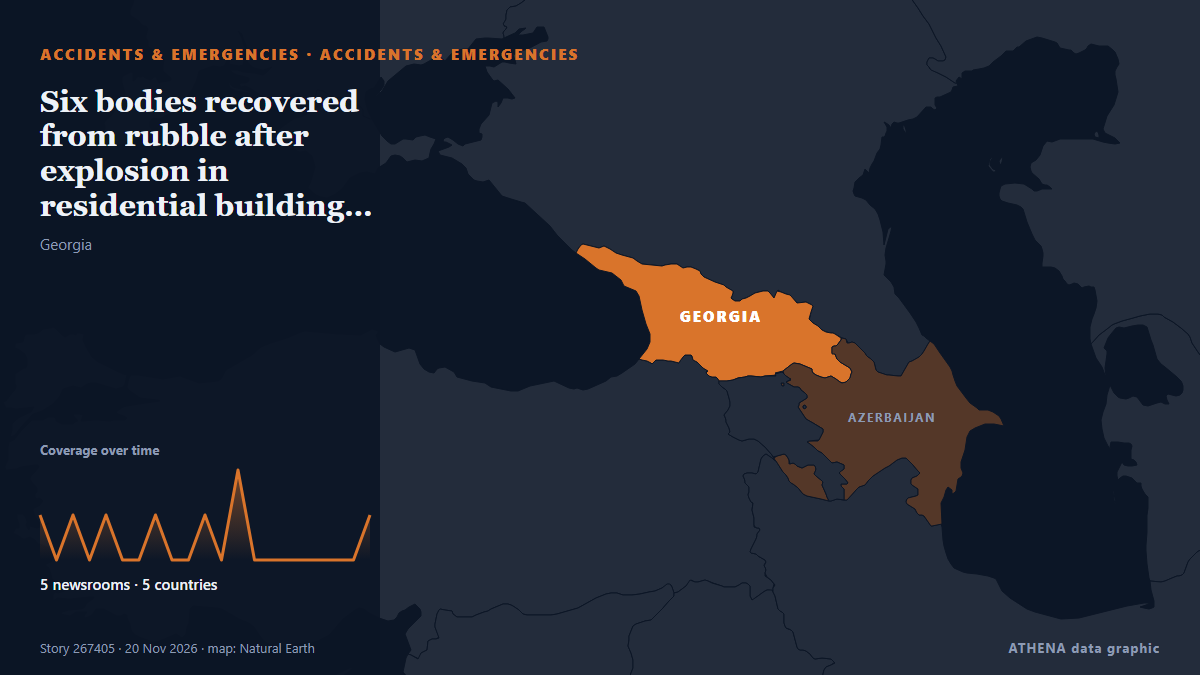 ACCIDENTS & EMERGENCIES · ACCIDENTS & EMERGENCIES
Six bodies recovered
from rubble after
explosion in
residential building...
Georgia
GEORGIA
AZERBAIJAN
Coverage over time
5 newsrooms · 5 countries
Story 267405 · 20 Nov 2026 · map: Natural Earth
ATHENA data graphic